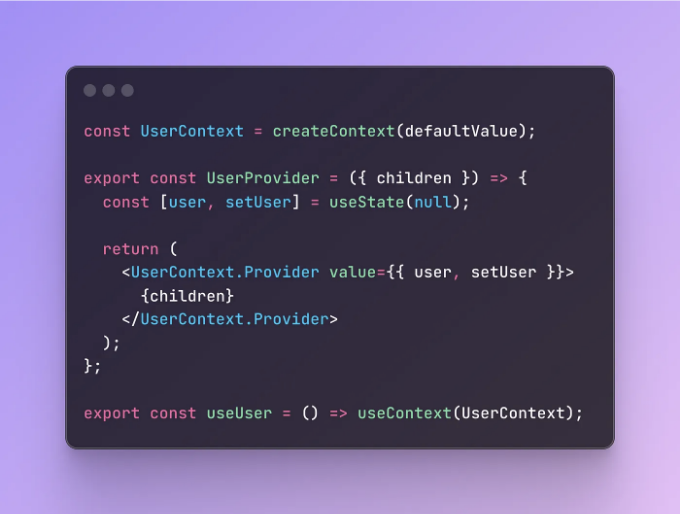 const UserContext = createContext(defaultValue);
export const UserProvider = ({ children }) => {
const [user, setUser] = useState(null);
return (
<UserContext.Provider value={{ user, setUser }}>
{children}
</UserContext.Provider>
);
};
export const useUser = () => useContext(UserContext);